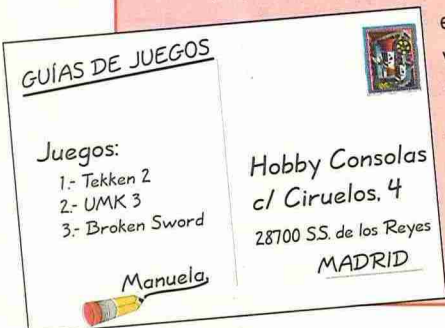 GUÍAS DE JUEGOS
Juegos:
1.- Tekken 2
2.- UMK 3
3.- Broken Sword
Manuela
Hobby Consolas
c/ Ciruelos, 4
28700 S.S. de los Reyes
MADRID